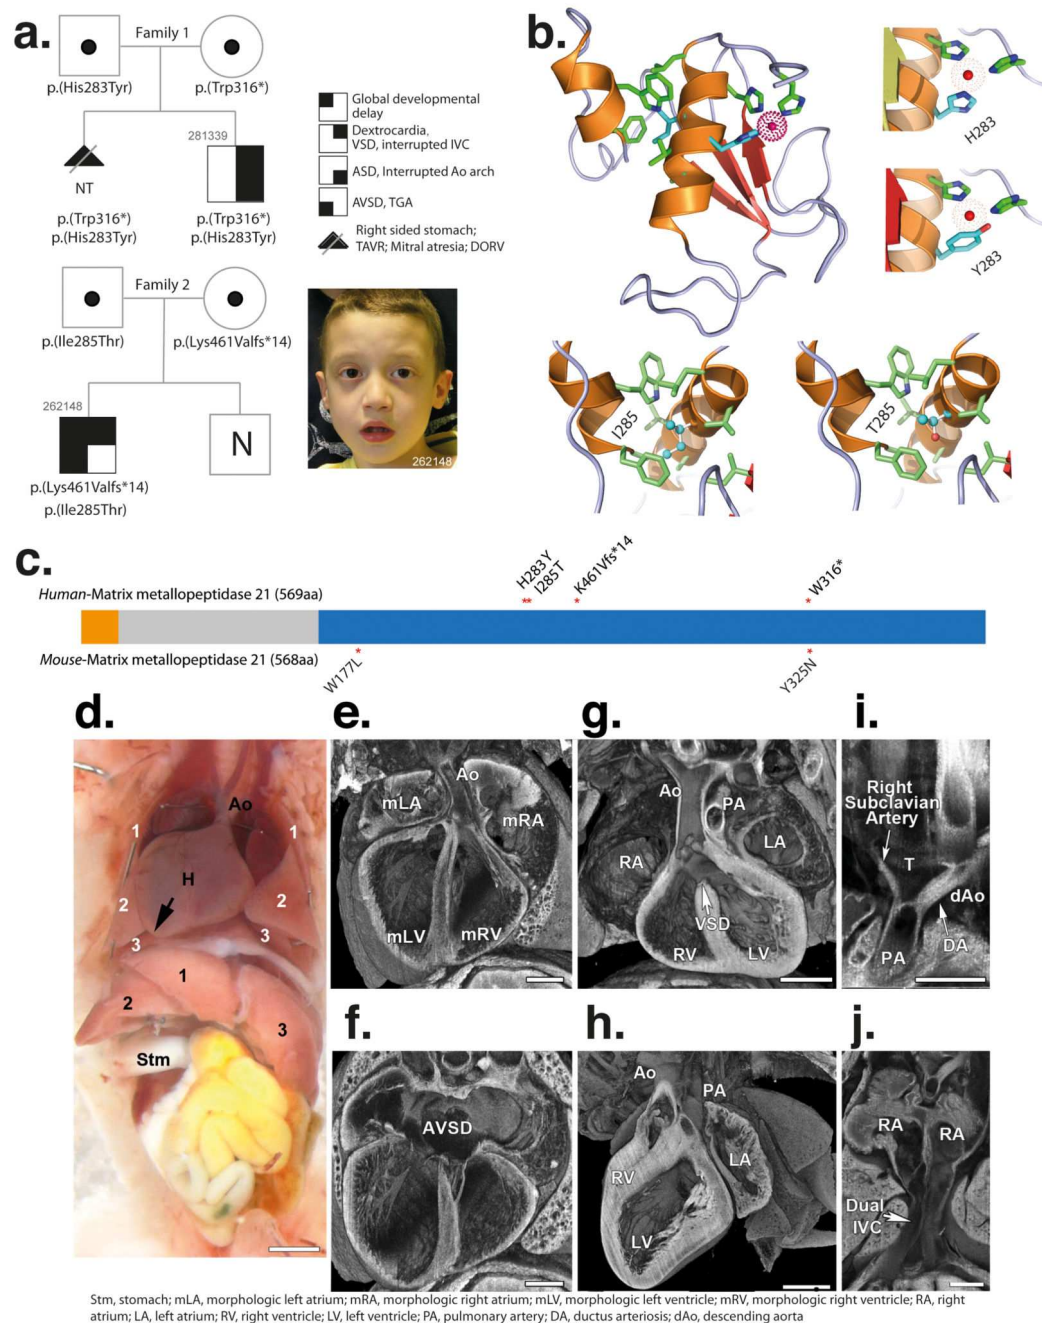 a.
Family 1
p.(His283Tyr)
p.(Trp316*)
281339
NT
p.(Trp316*)
p.(His283Tyr)
p.(Trp316*)
p.(His283Tyr)
Global developmental
delay
Dextrocardia,
VSD, interrupted IVC
ASD, Interrupted Ao arch
AVSD, TGA
Right sided stomach;
TAVR; Mitral atresia; DORV
Family 2
p.(Ile285Thr)
p.(Lys461Valfs*14)
262148
N
p.(Lys461Valfs*14)
p.(Ile285Thr)
262148
b.
H283
Y283
I285
T285
c.
H283Y
I285T
K461Vfs*14
W316*
Human-Matrix metallopeptidase 21 (569aa)
Mouse-Matrix metallopeptidase 21 (568aa)
W177L
Y325N
d.
Ao
1
1
H
2
2
3
3
1
2
3
Stm
e.
Ao
mLA
mRA
mLV
mRV
g.
Ao
PA
LA
RA
VSD
RV
LV
i.
Right
Subclavian
Artery
T
dAo
DA
PA
f.
AVSD
h.
Ao
PA
LA
RV
LV
j.
RA
RA
Dual
IVC
Stm, stomach; mLA, morphologic left atrium; mRA, morphologic right atrium; mLV, morphologic left ventricle; mRV, morphologic right ventricle; RA, right
atrium; LA, left atrium; RV, right ventricle; LV, left ventricle; PA, pulmonary artery; DA, ductus arteriosis; dAo, descending aorta